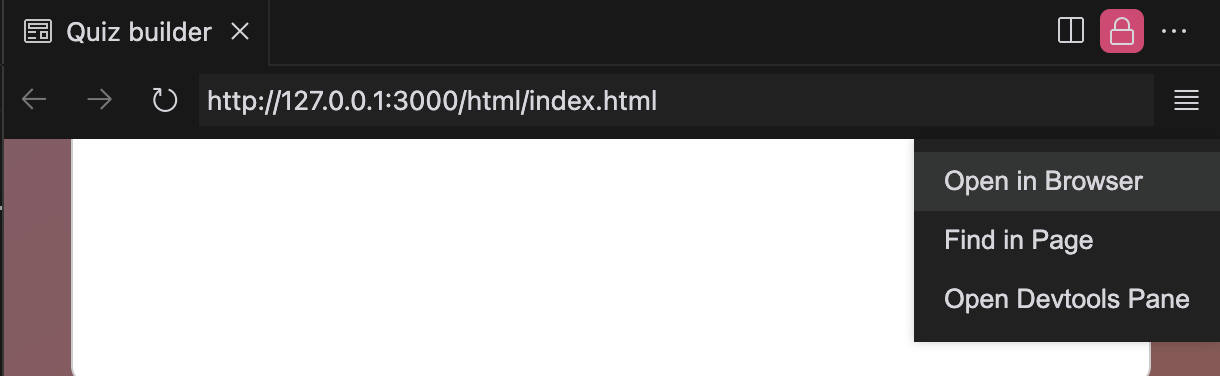 Quiz builder
http://127.0.0.1:3000/html/index.html
Open in Browser
Find in Page
Open Devtools Pane